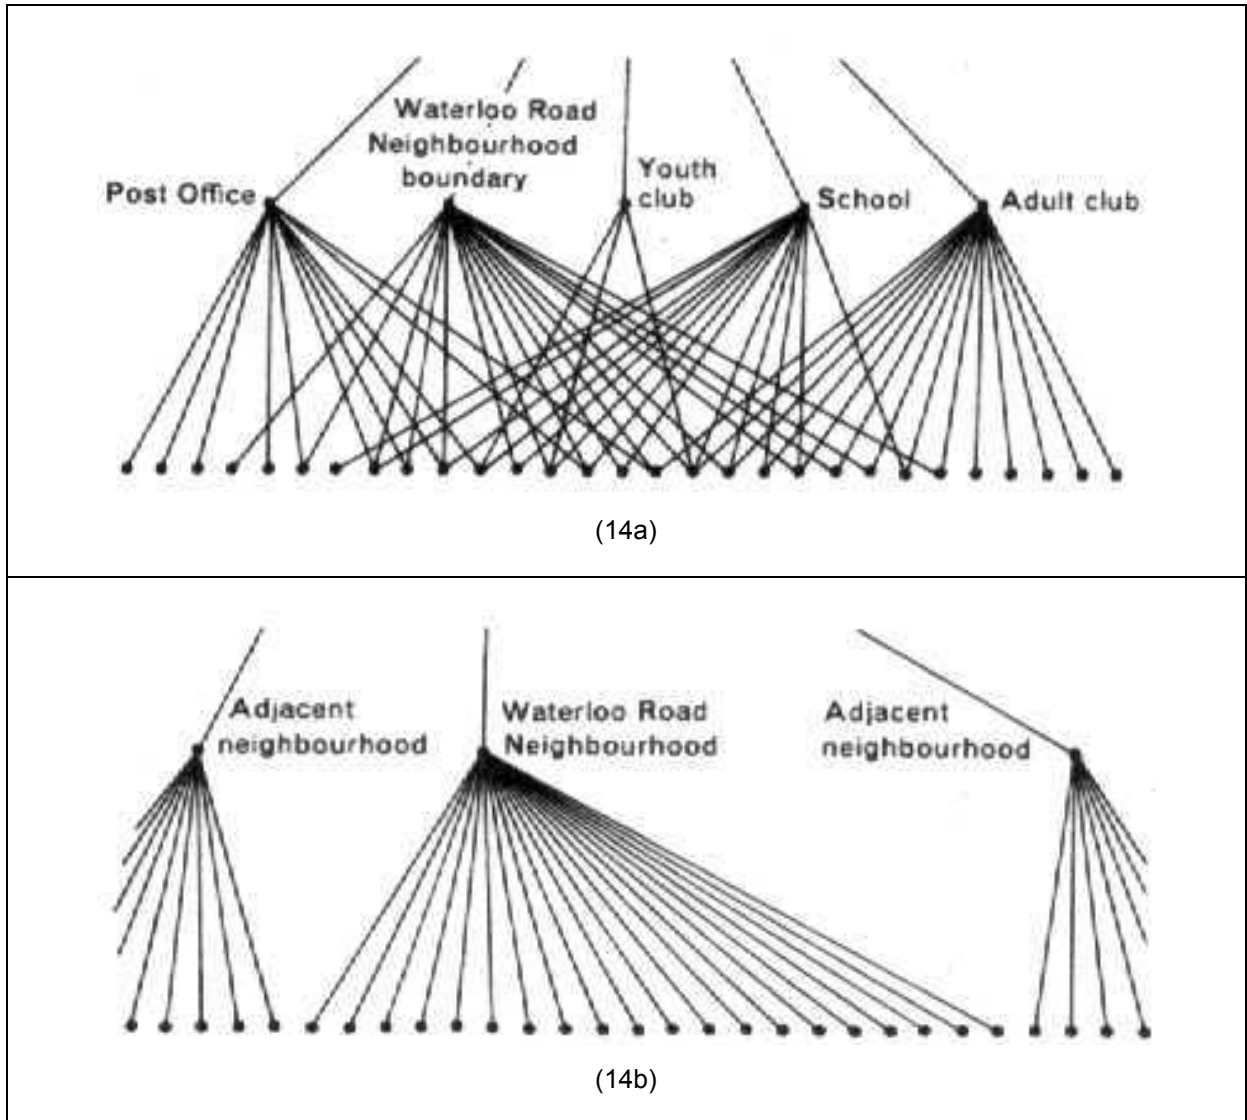 Waterloo Road
Neighbourhood
boundary
Post Office
Youth
club
School
Adult club
(14a)
Adjacent
neighbourhood
Waterloo Road
Neighbourhood
Adjacent
neighbourhood
(14b)